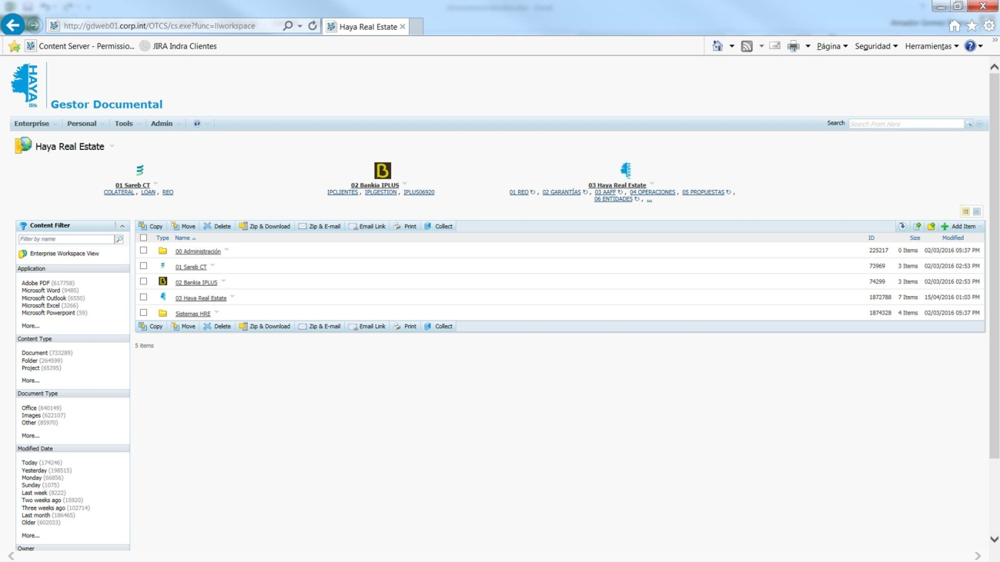 http://gdweb01.corp.int/OTCS/cs.exe?func=llworkspace
Haya Real Estate
Content Server - Permissio...
JIRA Indra Clientes
Página
Seguridad
Herramientas
HAYA
Gestor Documental
Enterprise
Personal
Tools
Admin
Search
Search From Here
Haya Real Estate
01 Sareb CT
COLATERAL , LOAN , REO
02 Bankia IPLUS
IPCLIENTES , IPLGESTION , IPLUS06920
03 Haya Real Estate
01 REO , 02 GARANTÍAS , 03 AAFF , 04 OPERACIONES , 05 PROPUESTAS ,
06 ENTIDADES , ...
Content Filter
Filter by name
Enterprise Workspace View
Application
Adobe PDF (617758)
Microsoft Word (9485)
Microsoft Outlook (6550)
Microsoft Excel (3266)
Microsoft Powerpoint (59)
More...
Content Type
Document (733289)
Folder (264599)
Project (65395)
More...
Document Type
Office (640149)
Images (622107)
Other (85970)
More...
Modified Date
Today (174246)
Yesterday (198515)
Monday (66856)
Sunday (1075)
Last week (8222)
Two weeks ago (15920)
Three weeks ago (102714)
Last month (186465)
Older (602033)
More...
Owner
Copy Move Delete Zip & Download Zip & E-mail Email Link Print Collect Add Item
Type Name ID Size Modified
00 Administración 225217 0 Items 02/03/2016 05:37 PM
01 Sareb CT 73969 3 Items 02/03/2016 02:53 PM
02 Bankia IPLUS 74299 3 Items 02/03/2016 02:53 PM
03 Haya Real Estate 1872788 7 Items 15/04/2016 01:03 PM
Sistemas HRE 1874328 4 Items 02/03/2016 05:37 PM
Copy Move Delete Zip & Download Zip & E-mail Email Link Print Collect
5 items